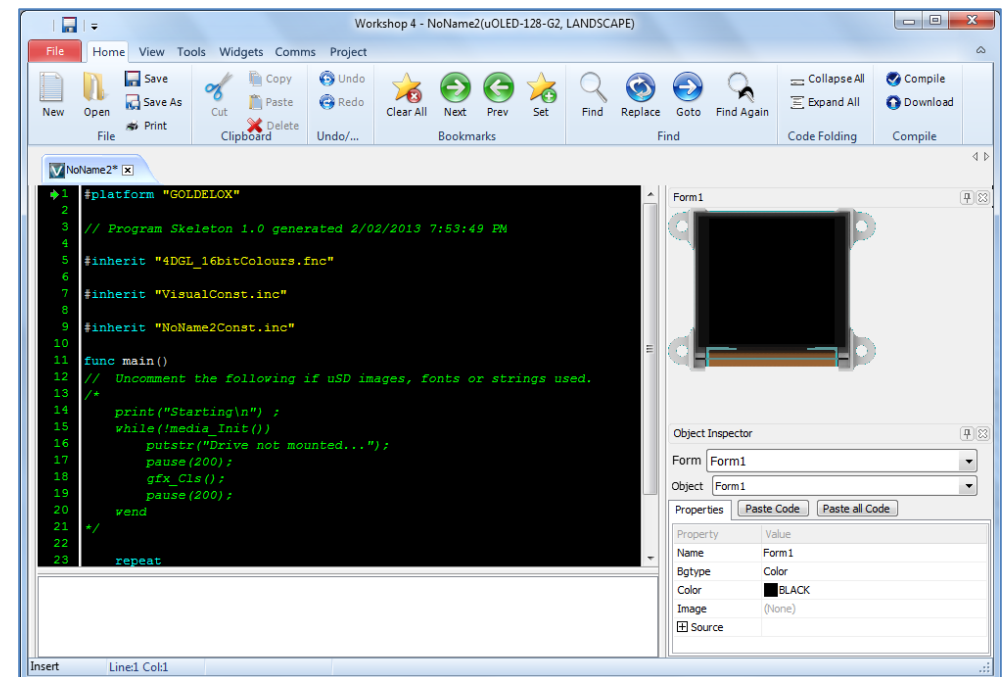 Workshop 4 - NoName2(uOLED-128-G2, LANDSCAPE)
File Home View Tools Widgets Comms Project
New
Open
Save
Save As
Print
File
Cut
Copy
Paste
Delete
Clipboard
Undo
Redo
Undo/...
Clear All
Next
Prev
Set
Bookmarks
Find
Replace
Goto
Find Again
Find
Collapse All
Expand All
Code Folding
Compile
Download
Compile
NoName2*
1 #platform "GOLDELOX"
2
3 // Program Skeleton 1.0 generated 2/02/2013 7:53:49 PM
4
5 #inherit "4DGL_16bitColours.fnc"
6
7 #inherit "VisualConst.inc"
8
9 #inherit "NoName2Const.inc"
10
11 func main()
12 // Uncomment the following if uSD images, fonts or strings used.
13 /*
14 print("Starting\n") ;
15 while(!media_Init())
16 putstr("Drive not mounted...");
17 pause(200);
18 gfx_Cls();
19 pause(200);
20 wend
21 */
22
23 repeat
Form1
Object Inspector
Form Form1
Object Form1
Properties Paste Code Paste all Code
Property Value
Name Form1
Bgtype Color
Color BLACK
Image (None)
Source
Insert Line:1 Col:1